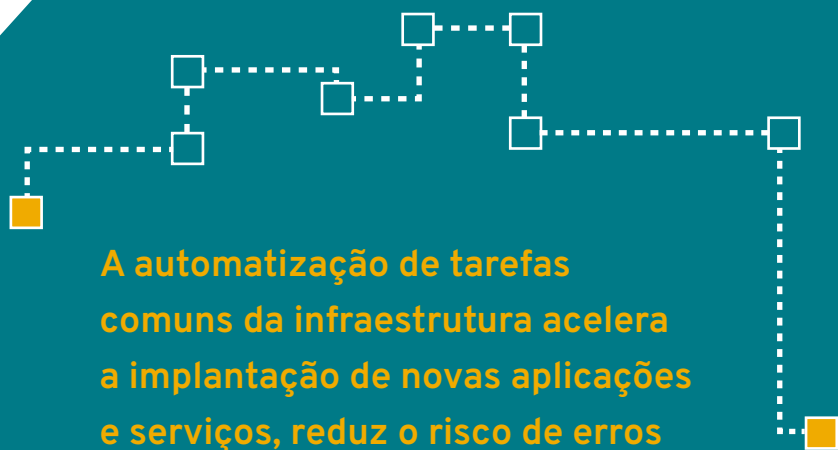 A automatização de tarefas
comuns da infraestrutura acelera
a implantação de novas aplicações
e serviços, reduz o risco de erros